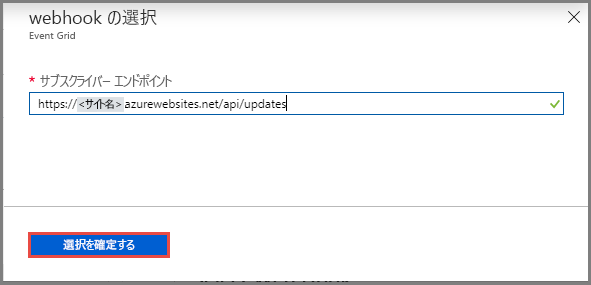 webhook の選択
Event Grid
* サブスクライバー エンドポイント
https://<サイト名>azurewebsites.net/api/updates
選択を確定する